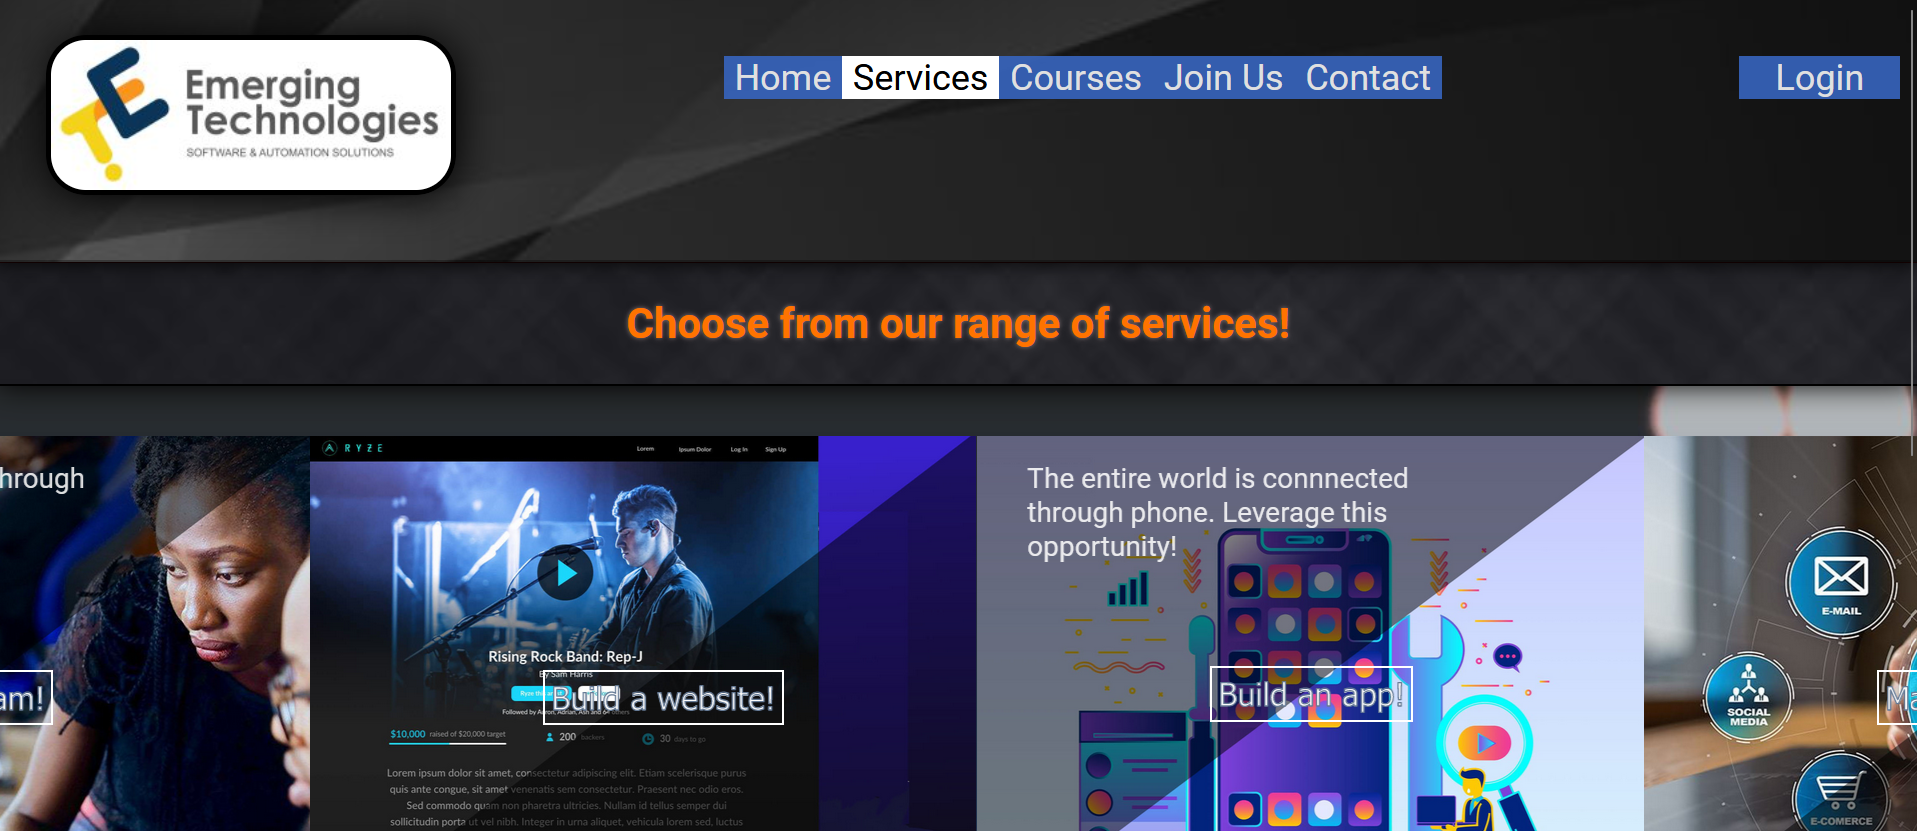 Emerging
Technologies
SOFTWARE & AUTOMATION SOLUTIONS
Home Services Courses Join Us Contact
Login
Choose from our range of services!
hrough
am!
RYZE
Lorem Ipsum Dolor Log In Sign Up
Rising Rock Band: Rep-J
By Sam Harris
Build a website!
Followed by Aaron, Adrian, Ash and 6+ others
$10,000 raised of $20,000 target
200 backers
30 days to go
Lorem ipsum dolor sit amet, consectetur adipiscing elit. Etiam scelerisque purus
quis ante congue, sit amet venenatis sem consectetur. Praesent nec odio eros.
Sed commodo quam non pharetra ultricies. Nullam id tellus semper dui
sollicitudin porta ut vel nibh. Integer in urna aliquet, vehicula lorem sed, luctus
The entire world is connnected
through phone. Leverage this
opportunity!
Build an app!
E-MAIL
SOCIAL
MEDIA
Ma
E-COMERCE